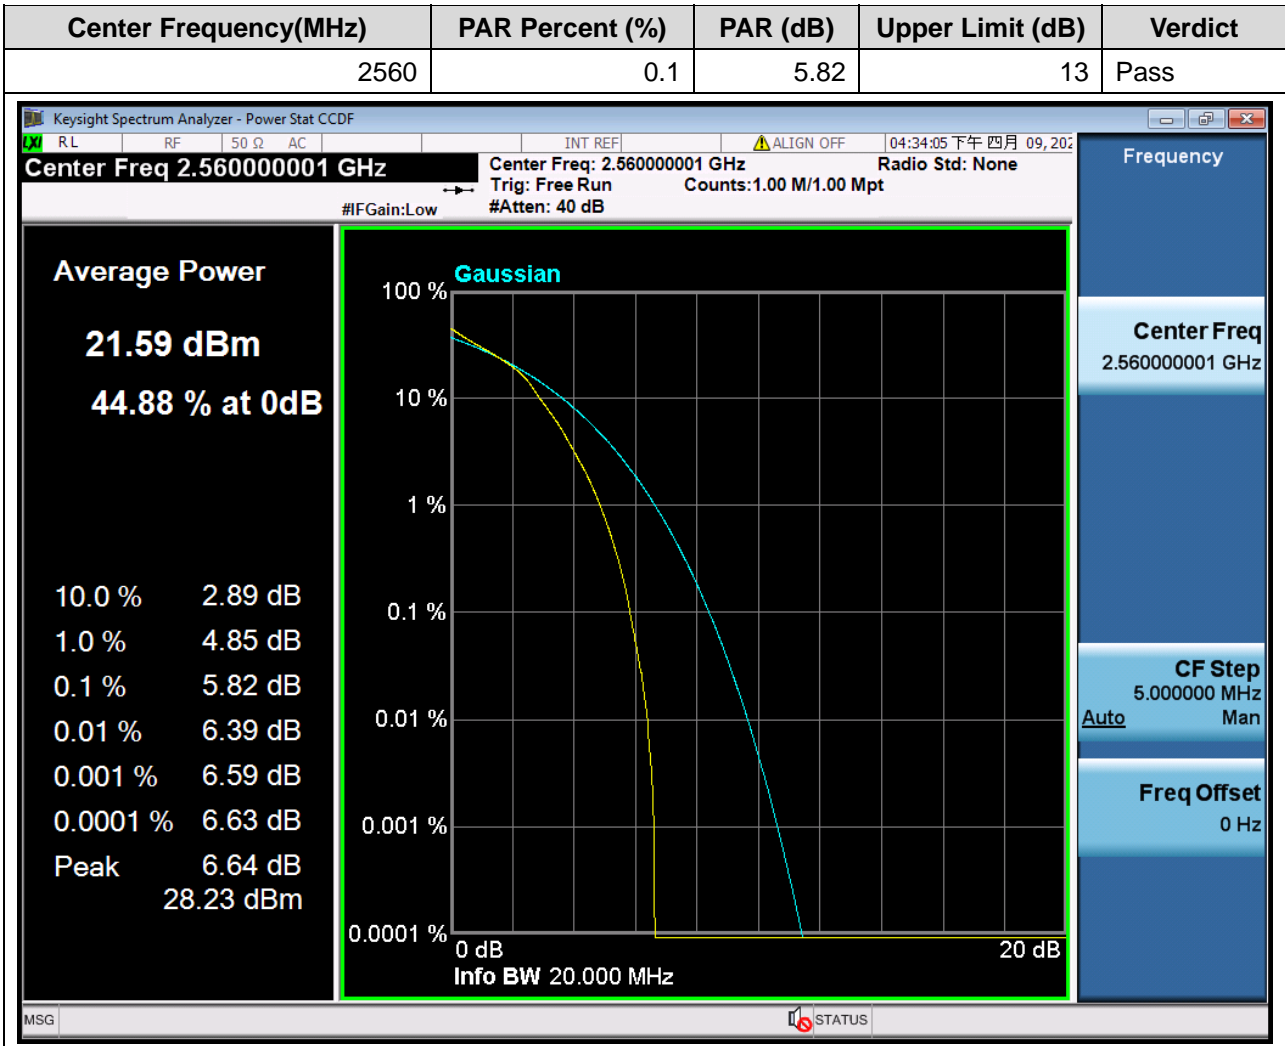 Center Frequency(MHz) PAR Percent (%) PAR (dB) Upper Limit (dB) Verdict
2560 0.1 5.82 13 Pass
Keysight Spectrum Analyzer - Power Stat CCDF
LXI RL RF 50 Ω AC INT REF ALIGN OFF 04:34:05 下午 四月 09, 202
Center Freq 2.560000001 GHz
Center Freq: 2.560000001 GHz Radio Std: None
Trig: Free Run Counts:1.00 M/1.00 Mpt
#IFGain:Low #Atten: 40 dB
Average Power
21.59 dBm
44.88 % at 0dB
10.0 % 2.89 dB
1.0 % 4.85 dB
0.1 % 5.82 dB
0.01 % 6.39 dB
0.001 % 6.59 dB
0.0001 % 6.63 dB
Peak 6.64 dB
28.23 dBm
Gaussian
100 %
10 %
1 %
0.1 %
0.01 %
0.001 %
0.0001 %
0 dB 20 dB
Info BW 20.000 MHz
Frequency
Center Freq
2.560000001 GHz
CF Step
5.000000 MHz
Auto Man
Freq Offset
0 Hz
MSG STATUS